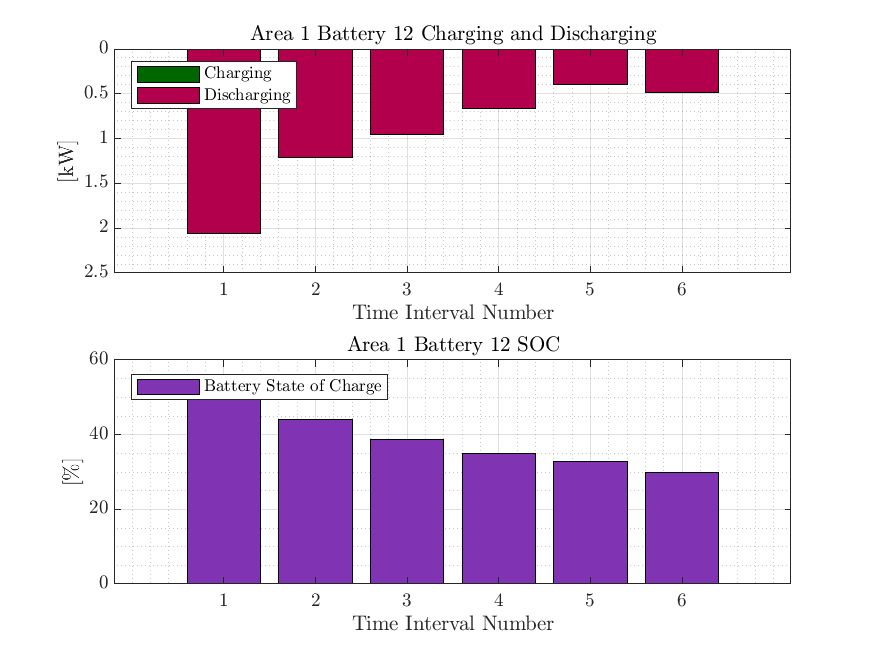 Area 1 Battery 12 Charging and Discharging
0
0.5
1
1.5
2
2.5
[kW]
Charging
Discharging
1 2 3 4 5 6
Time Interval Number
Area 1 Battery 12 SOC
60
40
20
0
[%]
Battery State of Charge
1 2 3 4 5 6
Time Interval Number